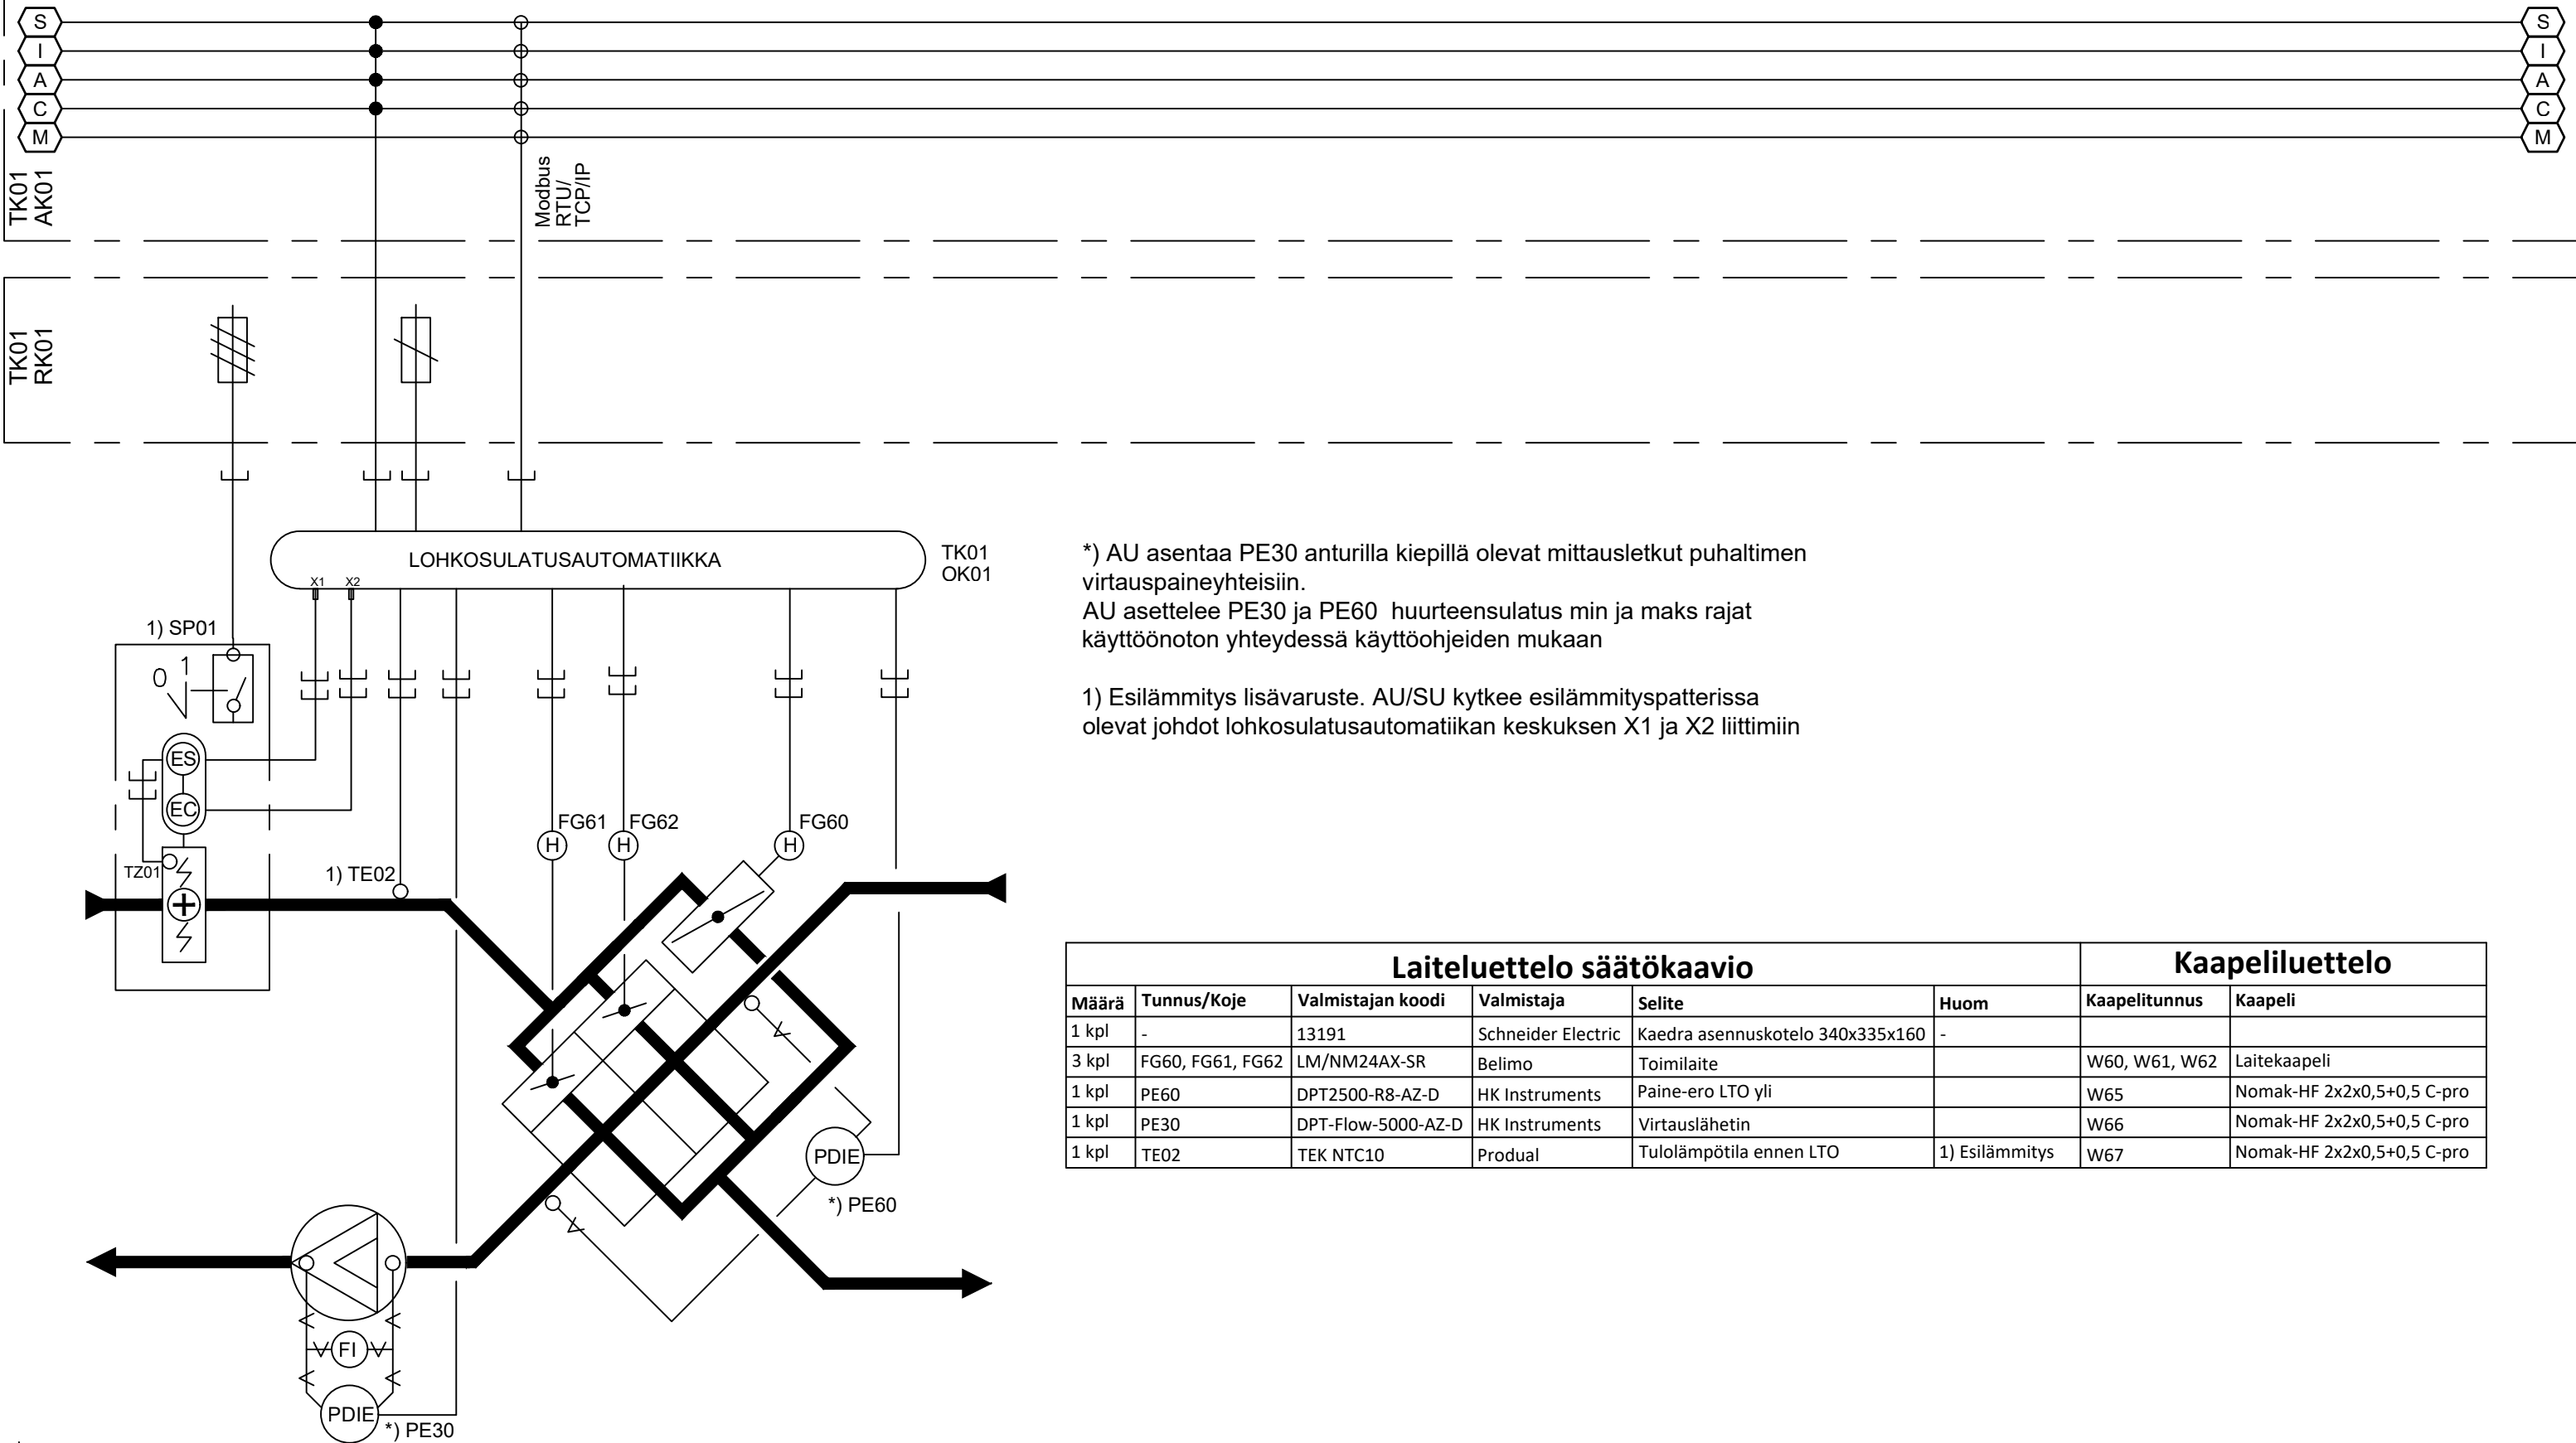 S
S
I
I
A
A
C
C
M
M
TK01
AK01
Modbus
RTU/
TCP/IP
TK01
RK01
LOHKOSULATUSAUTOMATIIKKA
TK01
OK01
X1 X2
1) SP01
0 1
ES
EC
TZ01
1) TE02
FG61
FG62
FG60
H
H
H
PDIE
*) PE60
FI
PDIE
*) PE30
*) AU asentaa PE30 anturilla kiepillä olevat mittausletkut puhaltimen
virtauspaineyhteisiin.
AU asettelee PE30 ja PE60 huurteensulatus min ja maks rajat
käyttöönoton yhteydessä käyttöohjeiden mukaan
1) Esilämmitys lisävaruste. AU/SU kytkee esilämmityspatterissa
olevat johdot lohkosulatusautomatiikan keskuksen X1 ja X2 liittimiin
Laiteluettelo säätökaavio Kaapeliluettelo
Määrä Tunnus/Koje Valmistajan koodi Valmistaja Selite Huom Kaapelitunnus Kaapeli
1 kpl - 13191 Schneider Electric Kaedra asennuskotelo 340x335x160 -
3 kpl FG60, FG61, FG62 LM/NM24AX-SR Belimo Toimilaite W60, W61, W62 Laitekaapeli
1 kpl PE60 DPT2500-R8-AZ-D HK Instruments Paine-ero LTO yli W65 Nomak-HF 2x2x0,5+0,5 C-pro
1 kpl PE30 DPT-Flow-5000-AZ-D HK Instruments Virtauslähetin W66 Nomak-HF 2x2x0,5+0,5 C-pro
1 kpl TE02 TEK NTC10 Produal Tulolämpötila ennen LTO 1) Esilämmitys W67 Nomak-HF 2x2x0,5+0,5 C-pro